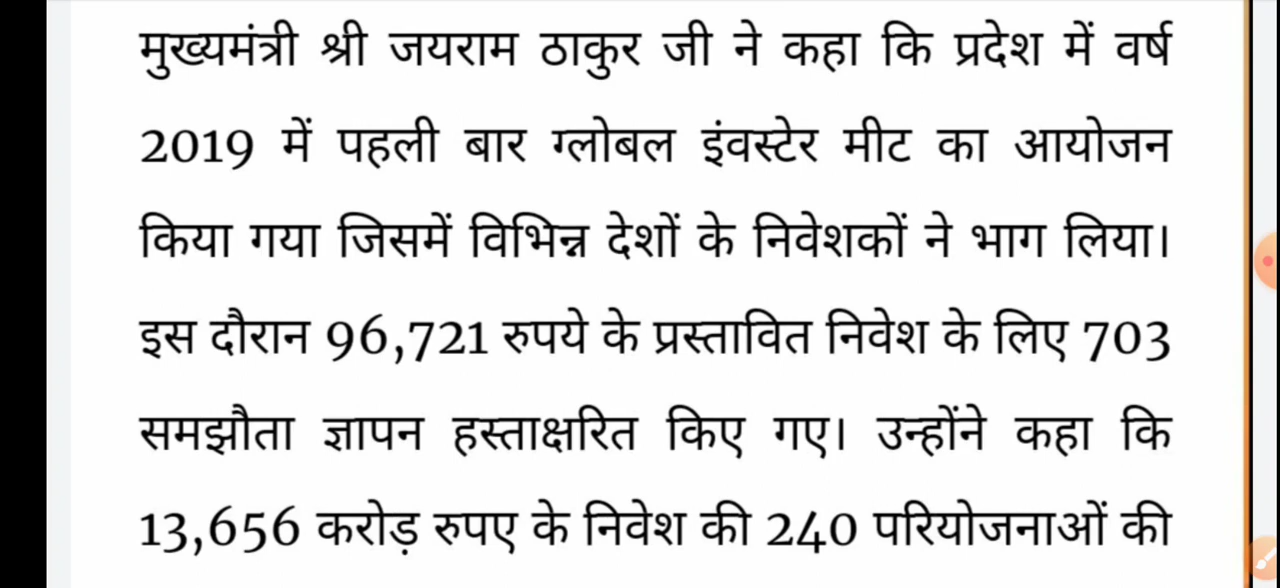 मुख्यमंत्री श्री जयराम ठाकुर जी ने कहा कि प्रदेश में वर्ष
2019 में पहली बार ग्लोबल इंवस्टेर मीट का आयोजन
किया गया जिसमें विभिन्न देशों के निवेशकों ने भाग लिया।
इस दौरान 96,721 रुपये के प्रस्तावित निवेश के लिए 703
समझौता ज्ञापन हस्ताक्षरित किए गए। उन्होंने कहा कि
13,656 करोड़ रुपए के निवेश की 240 परियोजनाओं की